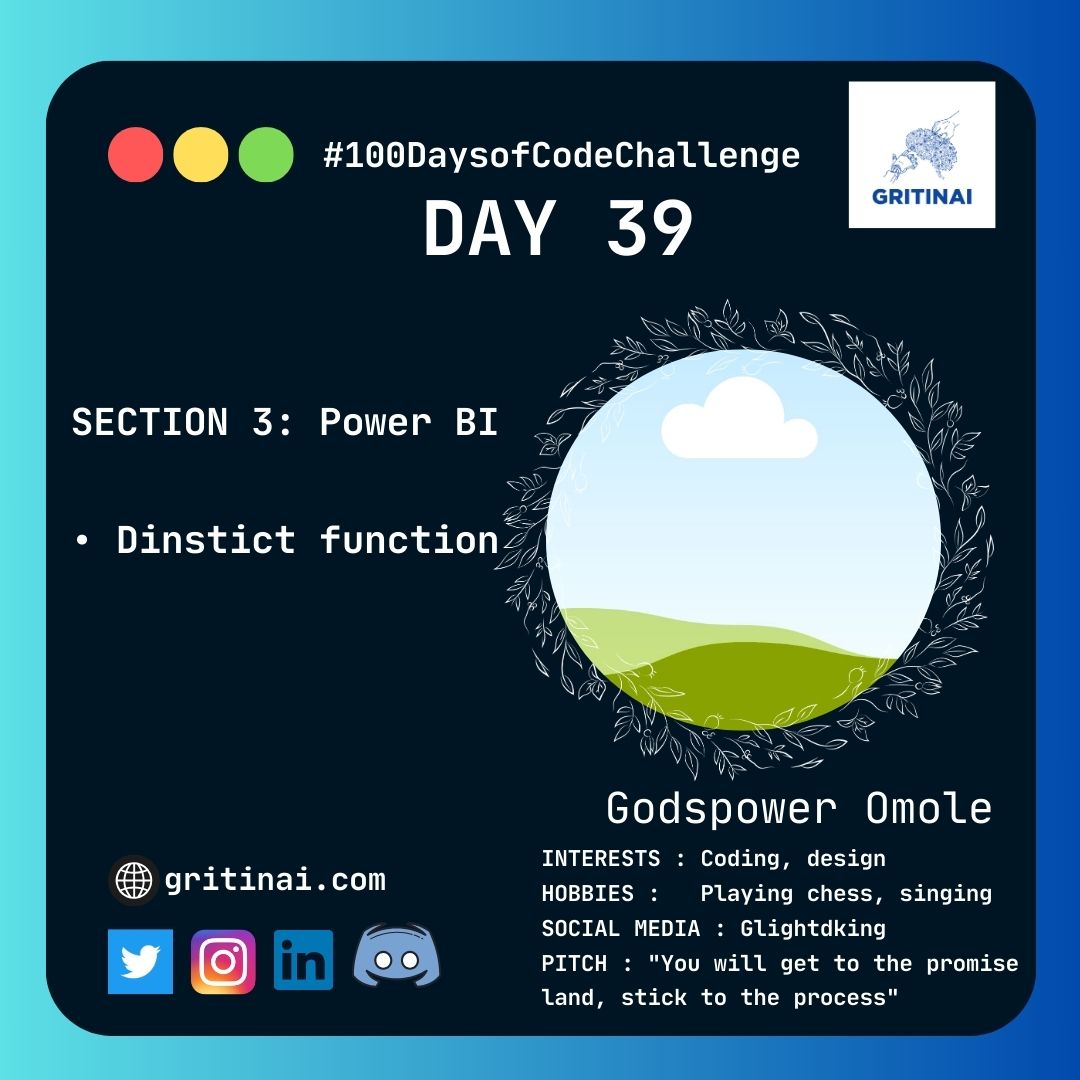 #100DaysofCodeChallenge
GRITINAI
DAY 39
SECTION 3: Power BI
• Dinstict function
Godspower Omole
INTERESTS : Coding, design
HOBBIES :   Playing chess, singing
SOCIAL MEDIA : Glightdking
PITCH : "You will get to the promise
land, stick to the process"
gritinai.com
in